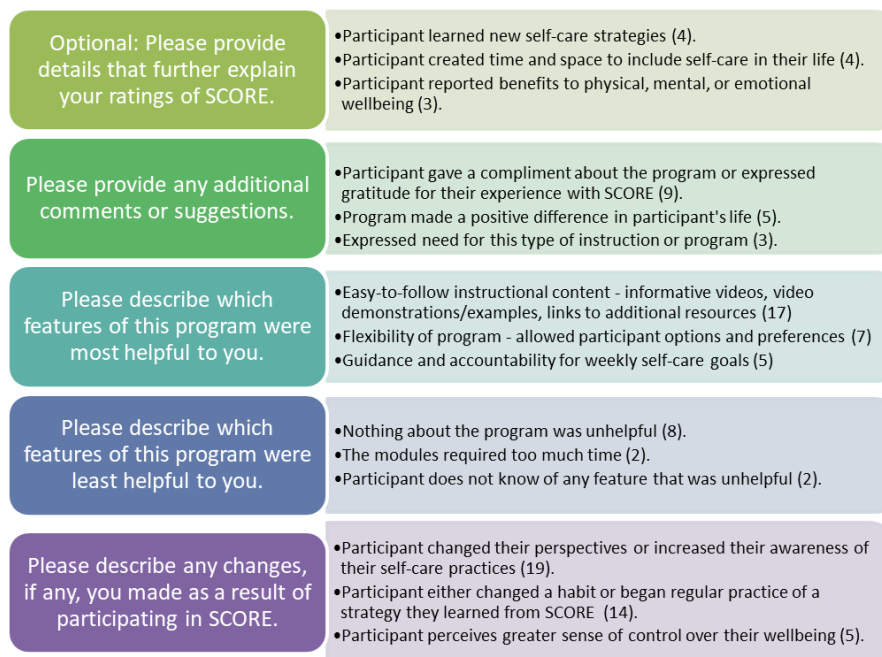 Optional: Please provide
details that further explain
your ratings of SCORE.
•Participant learned new self-care strategies (4).
•Participant created time and space to include self-care in their life (4).
•Participant reported benefits to physical, mental, or emotional
wellbeing (3).
Please provide any additional
comments or suggestions.
•Participant gave a compliment about the program or expressed
gratitude for their experience with SCORE (9).
•Program made a positive difference in participant's life (5).
•Expressed need for this type of instruction or program (3).
Please describe which
features of this program were
most helpful to you.
•Easy-to-follow instructional content - informative videos, video
demonstrations/examples, links to additional resources (17)
•Flexibility of program - allowed participant options and preferences (7)
•Guidance and accountability for weekly self-care goals (5)
Please describe which
features of this program were
least helpful to you.
•Nothing about the program was unhelpful (8).
•The modules required too much time (2).
•Participant does not know of any feature that was unhelpful (2).
Please describe any changes,
if any, you made as a result of
participating in SCORE.
•Participant changed their perspectives or increased their awareness of
their self-care practices (19).
•Participant either changed a habit or began regular practice of a
strategy they learned from SCORE (14).
•Participant perceives greater sense of control over their wellbeing (5).